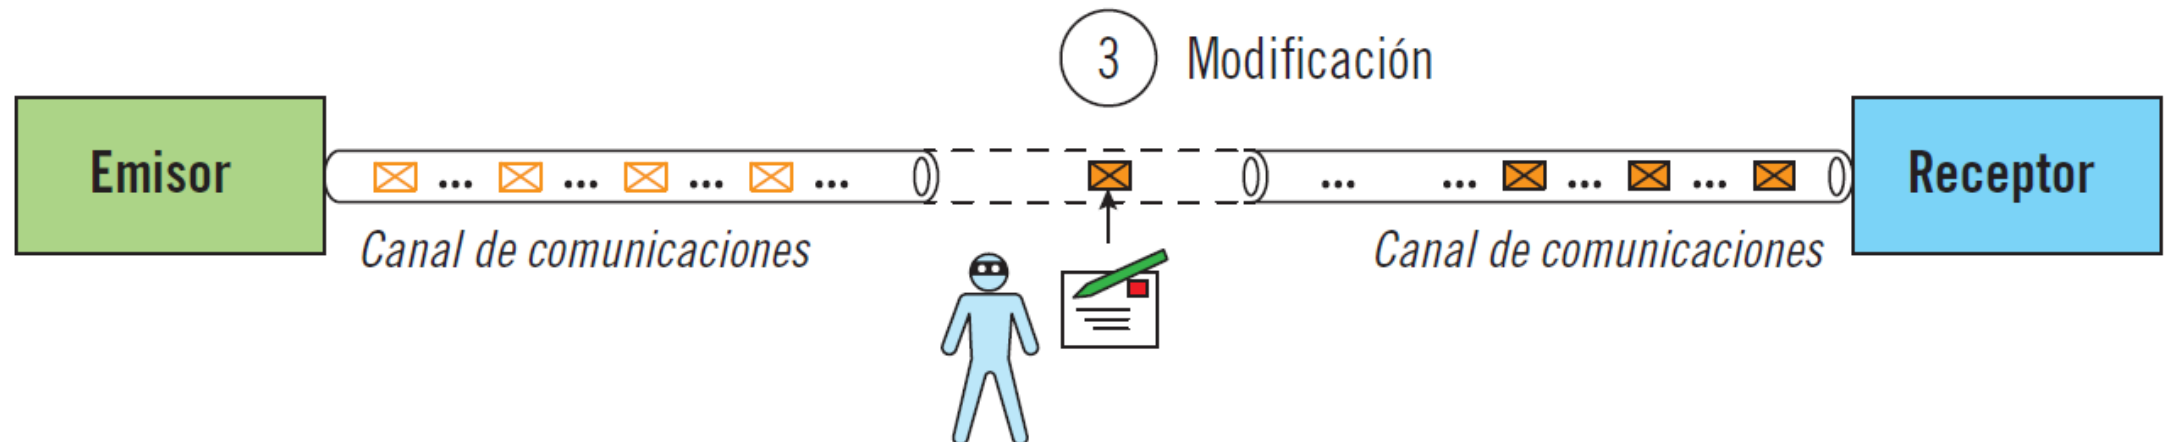 3 Modificación
Emisor
Receptor
Canal de comunicaciones
Canal de comunicaciones